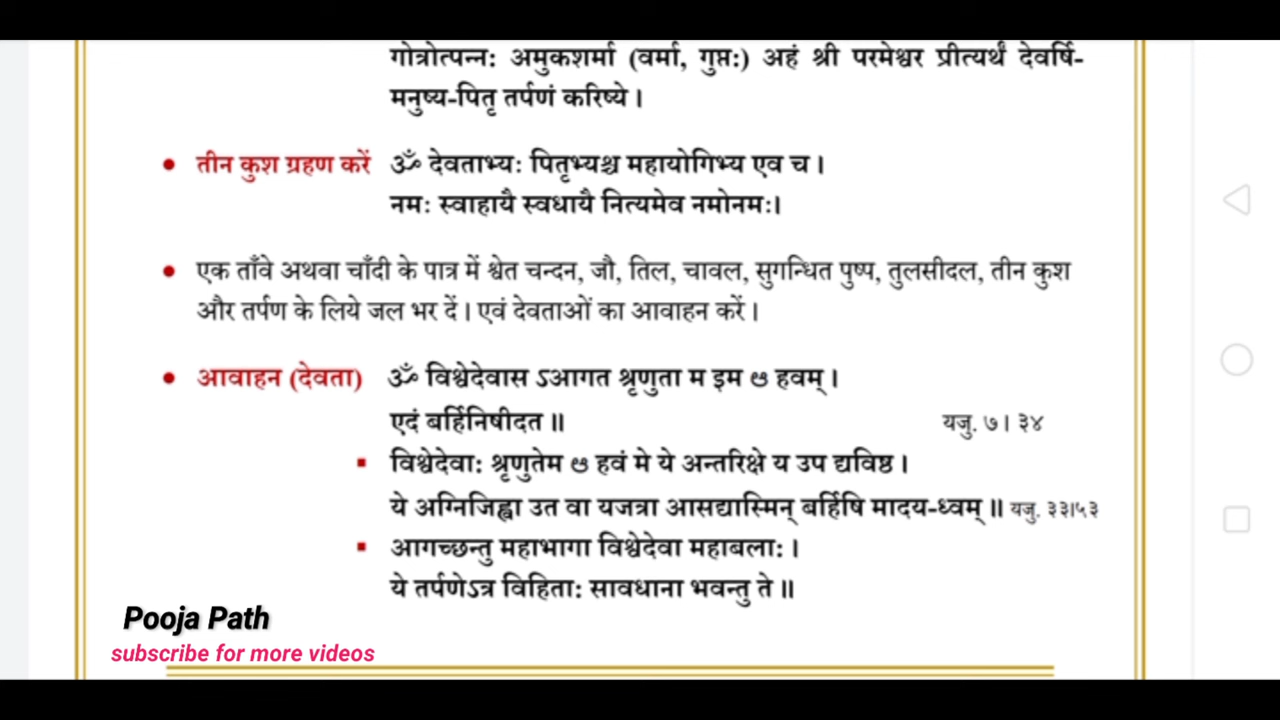 गोत्रोत्पन्न: अमुकशर्मा (वर्मा, गुप्त:) अहं श्री परमेश्वर प्रीत्यर्थं देवर्षि-
मनुष्य-पितृ तर्पणं करिष्ये।
• तीन कुश ग्रहण करें ॐ देवताभ्यः पितृभ्यश्च महायोगिभ्य एव च।
नमः स्वाहायै स्वधायै नित्यमेव नमोनमः।
• एक ताँवे अथवा चाँदी के पात्र में श्वेत चन्दन, जौ, तिल, चावल, सुगन्धित पुष्प, तुलसीदल, तीन कुश
और तर्पण के लिये जल भर दें। एवं देवताओं का आवाहन करें।
• आवाहन (देवता) ॐ विश्वेदेवास ऽआगत श्रृणुता म इम ꣳ हवम्।
एदं बर्हिनिषीदत॥ यजु. ७। ३४
▪ विश्वेदेवा: श्रृणुतेम ꣳ हवं मे ये अन्तरिक्षे य उप द्यविष्ठ।
ये अग्निजिह्वा उत वा यजत्रा आसद्यास्मिन् बर्हिषि मादय-ध्वम्॥ यजु. ३३।५३
▪ आगच्छन्तु महाभागा विश्वेदेवा महाबला:।
ये तर्पणेऽत्र विहिता: सावधाना भवन्तु ते॥
Pooja Path
subscribe for more videos